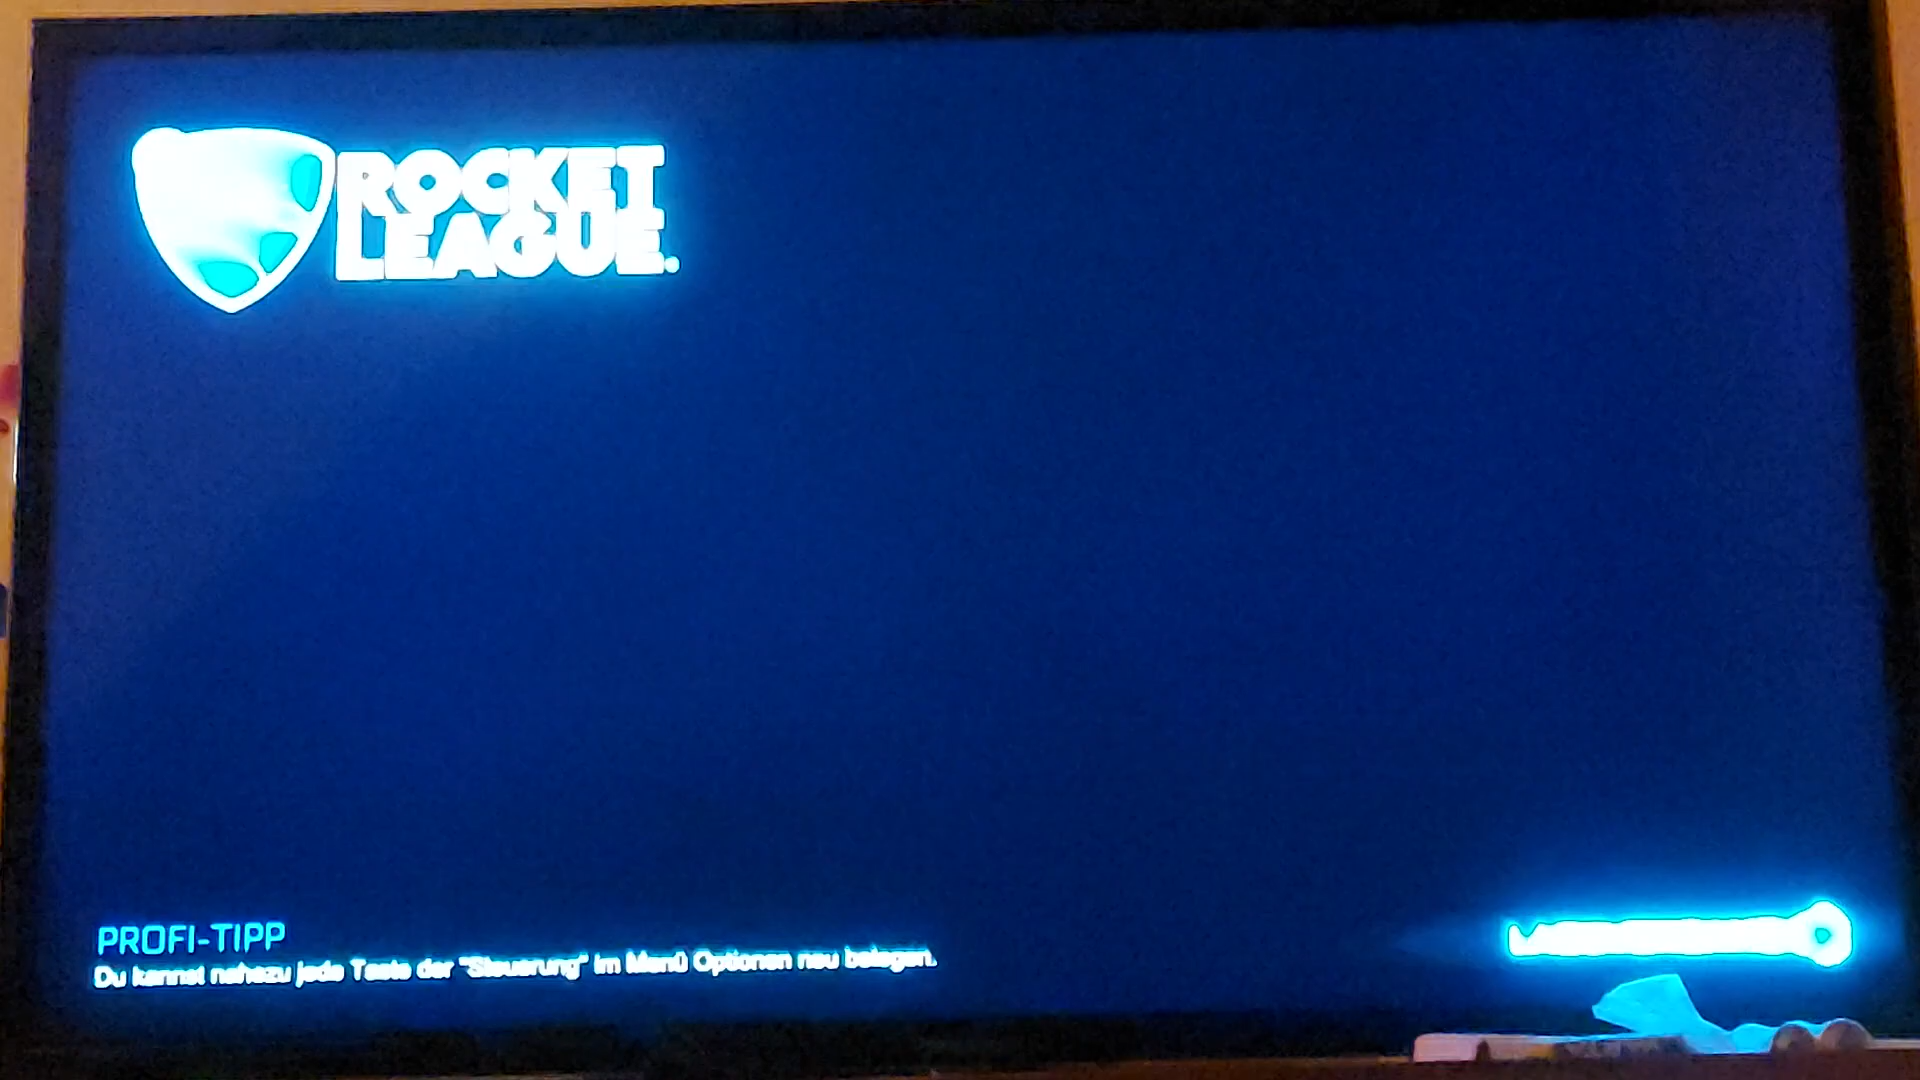 ROCKET
LEAGUE.
PROFI-TIPP
Du kannst nahezu jede Taste der "Steuerung" im Menü Optionen neu belegen.